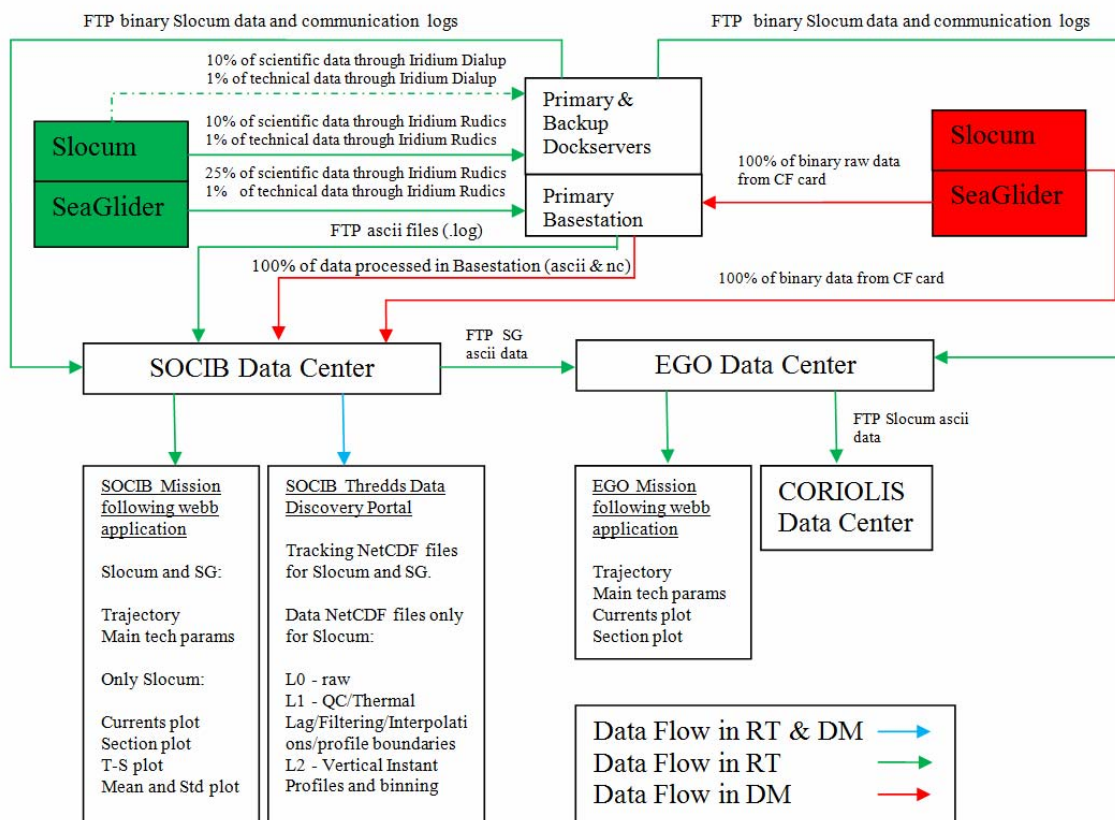 FTP binary Slocum data and communication logs
FTP binary Slocum data and communication logs
10% of scientific data through Iridium Dialup
1% of technical data through Iridium Dialup
Slocum
SeaGlider
10% of scientific data through Iridium Rudics
1% of technical data through Iridium Rudics
25% of scientific data through Iridium Rudics
1% of technical data through Iridium Rudics
Primary &
Backup
Dockservers
Primary
Basestation
100% of binary raw data
from CF card
Slocum
SeaGlider
FTP ascii files (.log)
100% of data processed in Basestation (ascii & nc)
100% of binary data from CF card
SOCIB Data Center
FTP SG
ascii data
EGO Data Center
FTP Slocum ascii
data
SOCIB Mission
following webb
application
Slocum and SG:
Trajectory
Main tech params
Only Slocum:
Currents plot
Section plot
T-S plot
Mean and Std plot
SOCIB Thredds Data
Discovery Portal
Tracking NetCDF files
for Slocum and SG.
Data NetCDF files only
for Slocum:
L0 - raw
L1 - QC/Thermal
Lag/Filtering/Interpolati
ons/profile boundaries
L2 - Vertical Instant
Profiles and binning
EGO Mission
following webb
application
Trajectory
Main tech params
Currents plot
Section plot
CORIOLIS
Data Center
Data Flow in RT & DM
Data Flow in RT
Data Flow in DM